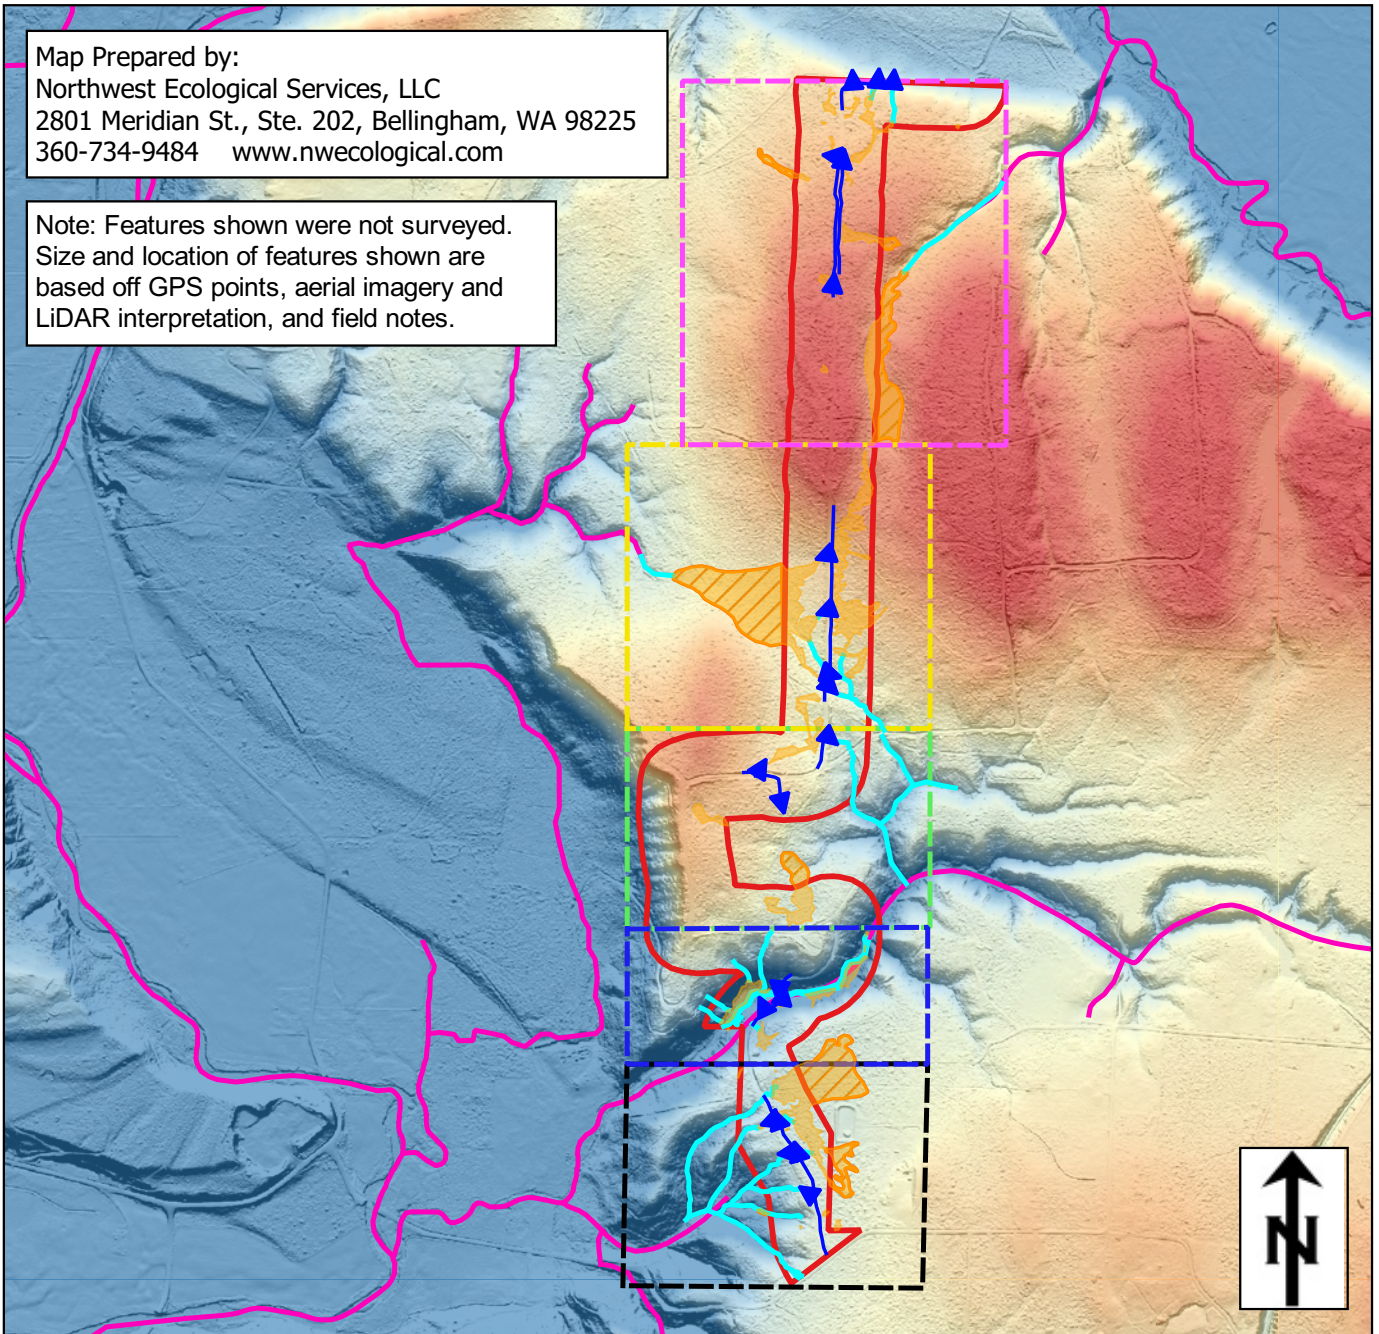 Map Prepared by:
Northwest Ecological Services, LLC
2801 Meridian St., Ste. 202, Bellingham, WA 98225
360-734-9484 www.nwecological.com
Note: Features shown were not surveyed.
Size and location of features shown are
based off GPS points, aerial imagery and
LiDAR interpretation, and field notes.
N